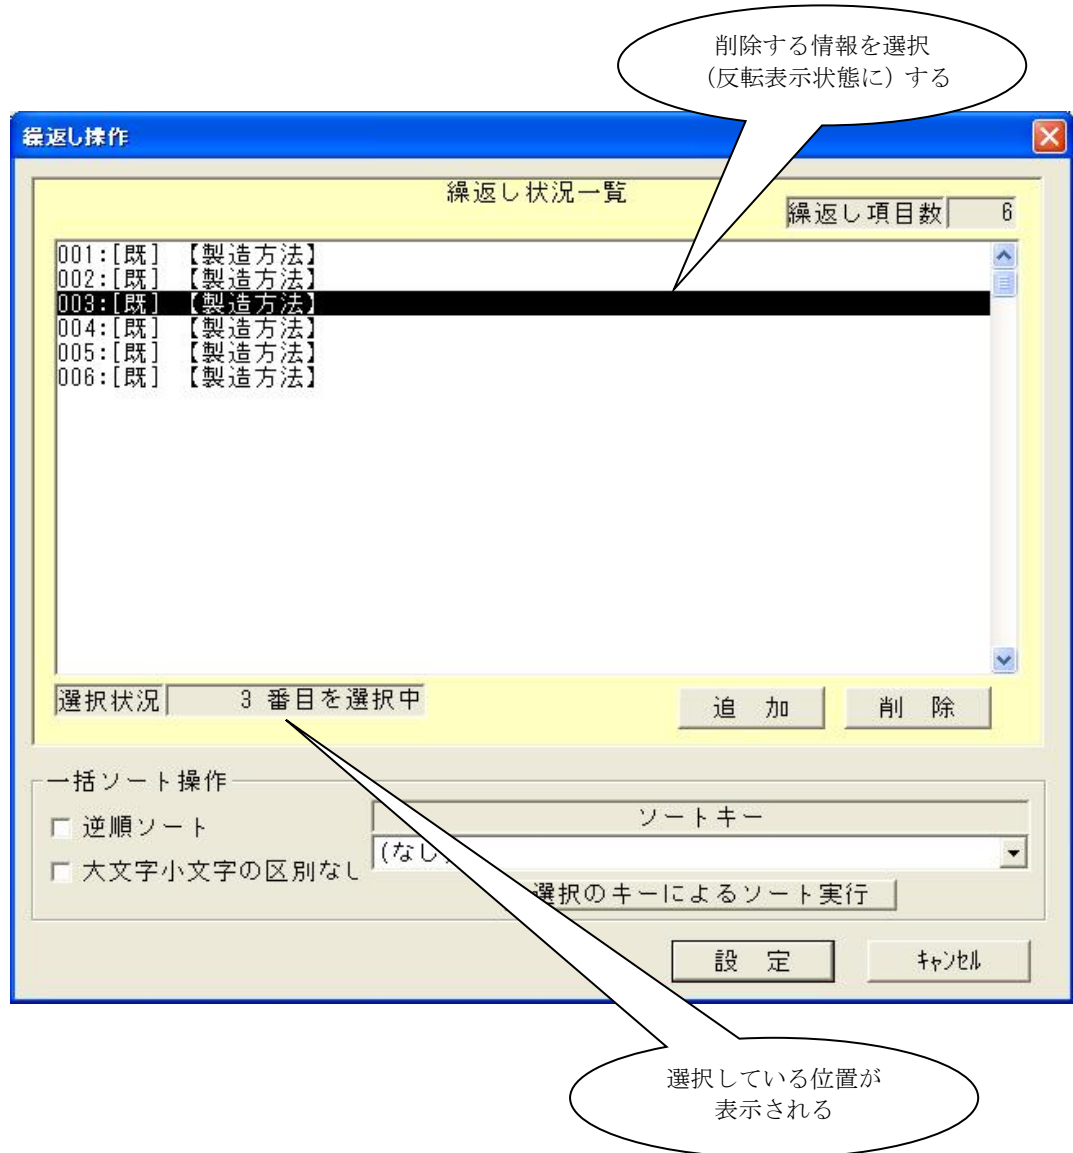 削除する情報を選択
(反転表示状態に)する
繰返し操作
繰返し状況一覧
繰返し項目数 6
001:[既] 【製造方法】
002:[既] 【製造方法】
003:[既] 【製造方法】
004:[既] 【製造方法】
005:[既] 【製造方法】
006:[既] 【製造方法】
選択状況 3 番目を選択中
追 加 削 除
一括ソート操作
逆順ソート
ソートキー
大文字小文字の区別なし
(なし
選択のキーによるソート実行
設 定 キャンセル
選択している位置が
表示される